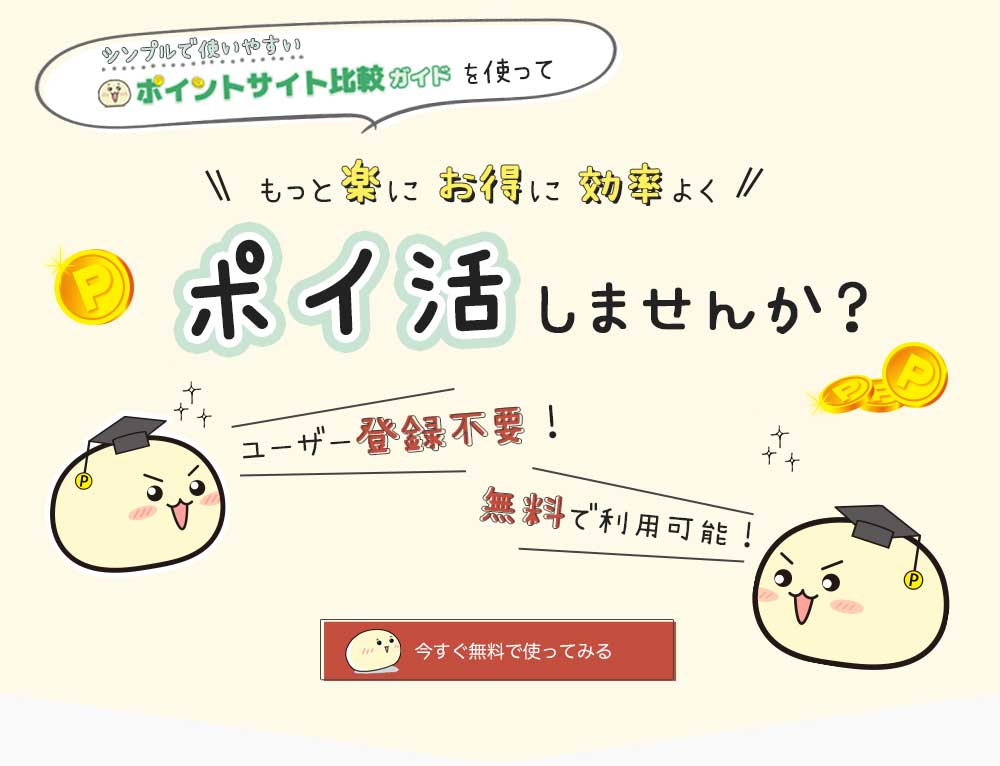 シンプルで使いやすい
ポイントサイト比較ガイドを使って
もっと楽に お得に 効率よく
ポイ活しませんか？
P
P P P
ユーザー登録不要！
P
無料で利用可能！
P
今すぐ無料で使ってみる